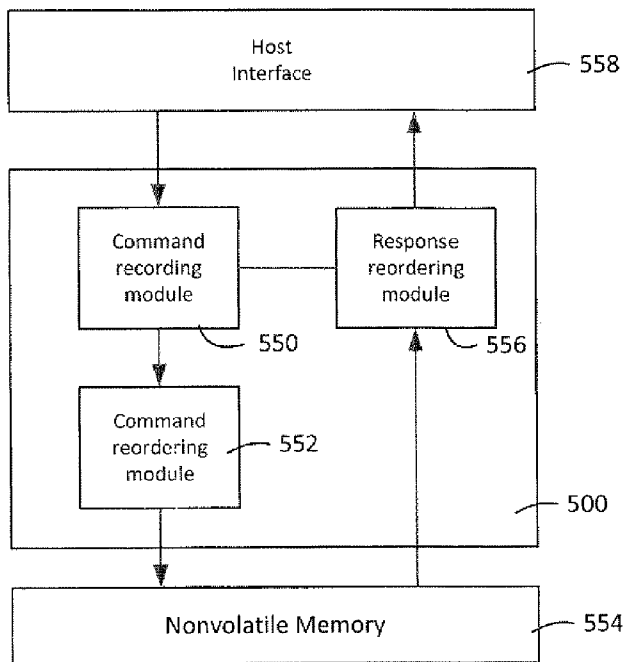 Host
Interface
558
Command
recording
module
Response
reordering
module
550
556
Command
reordering
module
552
500
Nonvolatile Memory
554